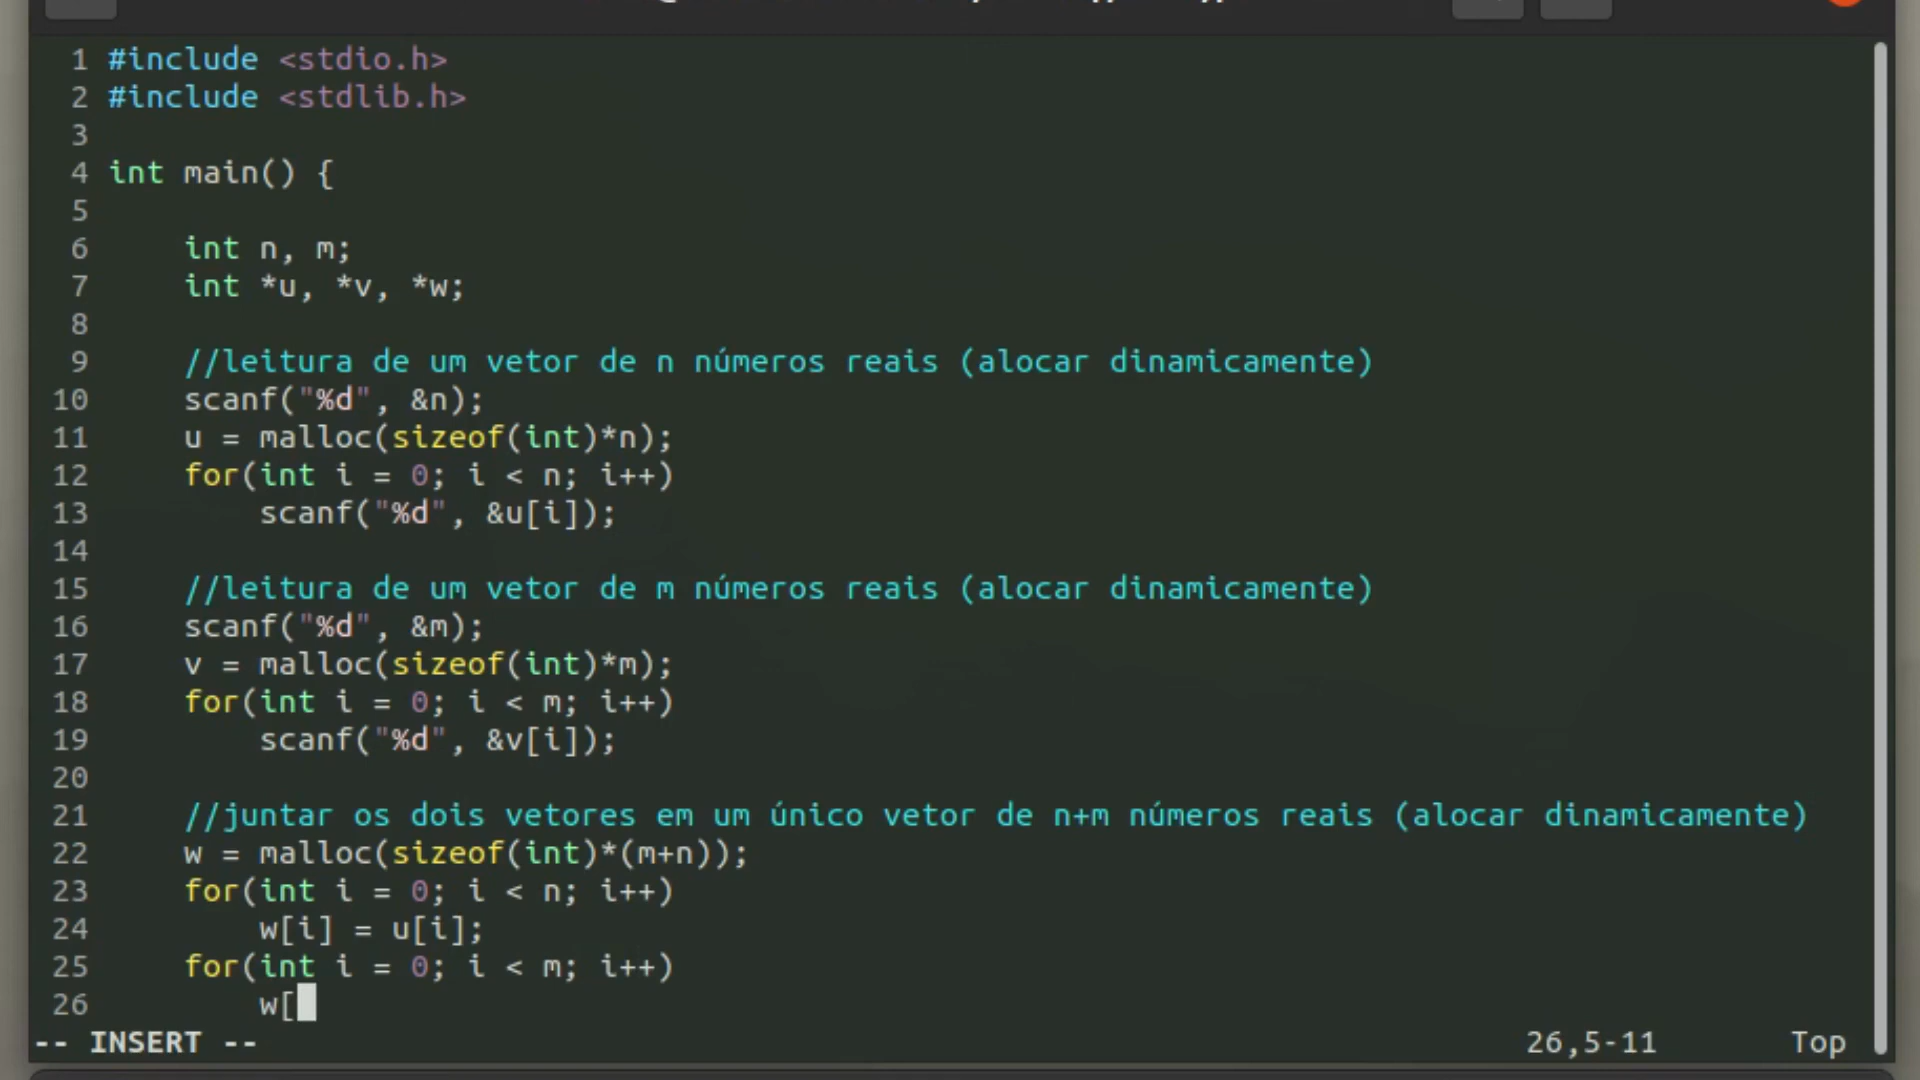 1 #include <stdio.h>
2 #include <stdlib.h>
3
4 int main() {
5
6     int n, m;
7     int *u, *v, *w;
8
9     //leitura de um vetor de n números reais (alocar dinamicamente)
10     scanf("%d", &n);
11     u = malloc(sizeof(int)*n);
12     for(int i = 0; i < n; i++)
13         scanf("%d", &u[i]);
14
15     //leitura de um vetor de m números reais (alocar dinamicamente)
16     scanf("%d", &m);
17     v = malloc(sizeof(int)*m);
18     for(int i = 0; i < m; i++)
19         scanf("%d", &v[i]);
20
21     //juntar os dois vetores em um único vetor de n+m números reais (alocar dinamicamente)
22     w = malloc(sizeof(int)*(m+n));
23     for(int i = 0; i < n; i++)
24         w[i] = u[i];
25     for(int i = 0; i < m; i++)
26         w[
-- INSERT -- 26,5-11 Top